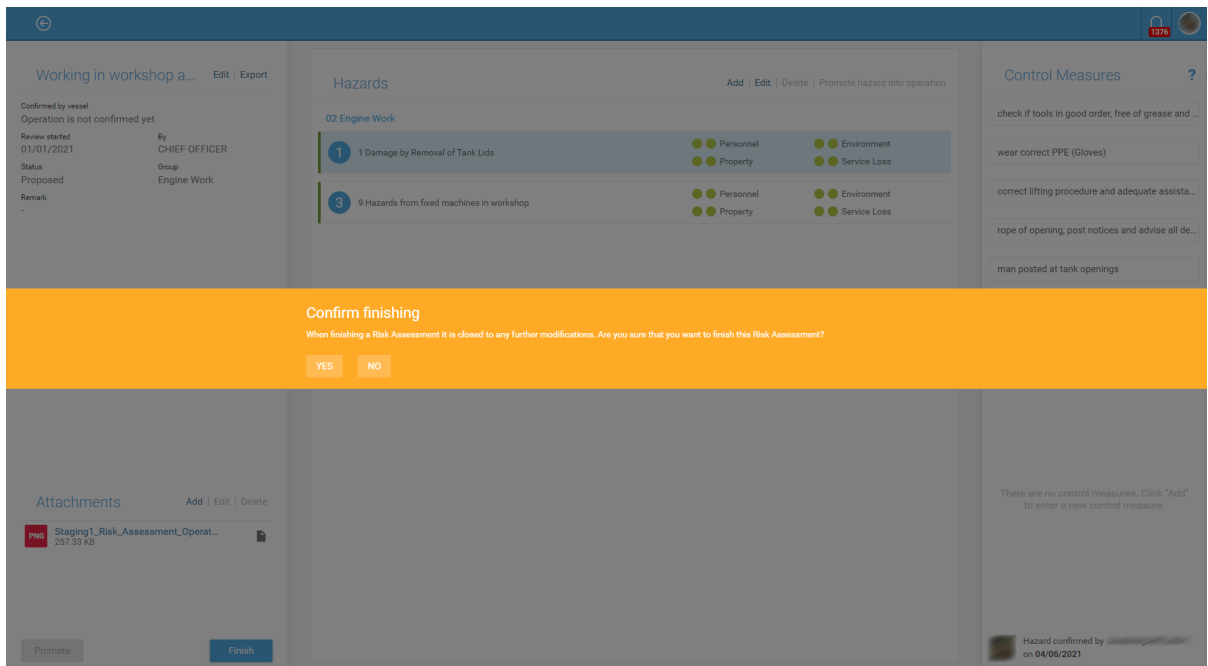 1376
Working in workshop a... Edit | Export
Confirmed by vessel
Operation is not confirmed yet
Review started By
01/01/2021 CHIEF OFFICER
Status Group
Proposed Engine Work
Remark
-
Hazards Add | Edit | Delete | Promote hazard into operation
02 Engine Work
1 1 Damage by Removal of Tank Lids
Personnel Environment
Property Service Loss
3 9 Hazards from fixed machines in workshop
Personnel Environment
Property Service Loss
Control Measures ?
check if tools in good order, free of grease and ...
wear correct PPE (Gloves)
correct lifting procedure and adequate assista...
rope of opening, post notices and advise all de...
man posted at tank openings
Confirm finishing
When finishing a Risk Assessment it is closed to any further modifications. Are you sure that you want to finish this Risk Assessment?
YES NO
Attachments Add | Edit | Delete
PNG Staging1_Risk_Assessment_Operat...
257.33 KB
Promote Finish
There are no control measures. Click "Add"
to enter a new control measure.
Hazard confirmed by
on 04/06/2021